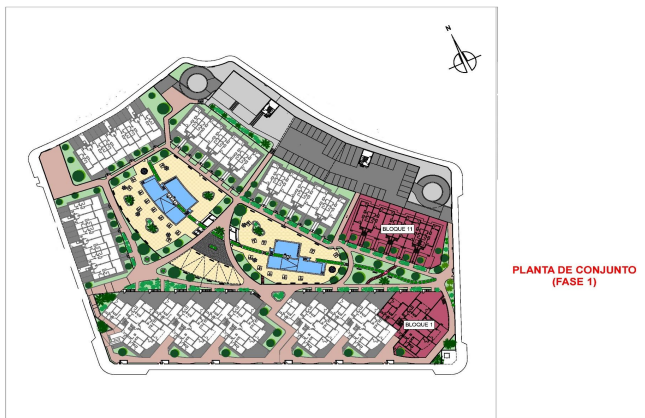 N
BLOQUE 11
PLANTA DE CONJUNTO
(FASE 1)
BLOQUE 1